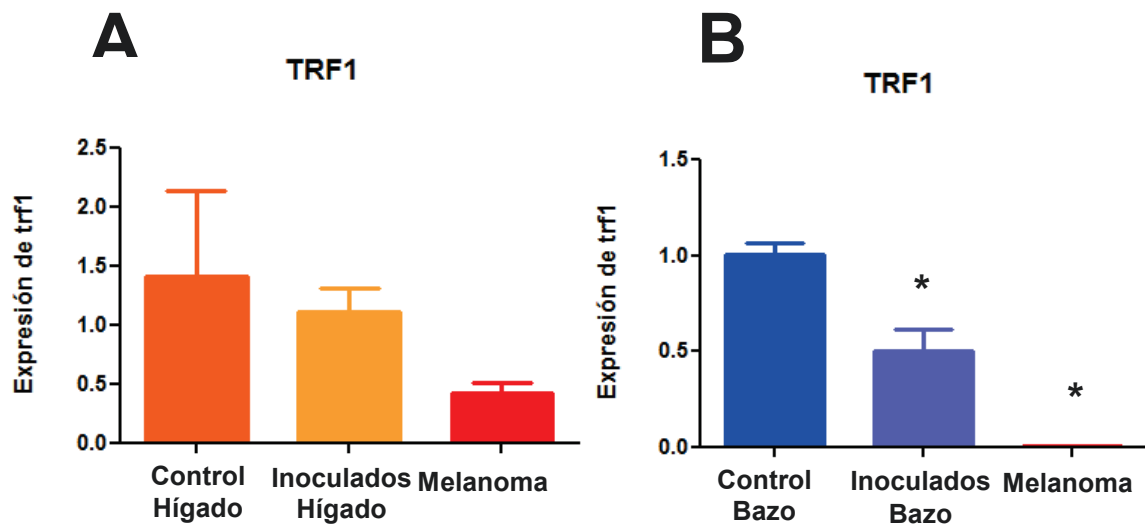 A
TRF1
Expresión de trf1
2.5
2.0
1.5
1.0
0.5
0.0
Control
Hígado
Inoculados
Hígado
Melanoma
B
TRF1
Expresión de trf1
1.5
1.0
0.5
0.0
*
*
Control
Bazo
Inoculados
Bazo
Melanoma